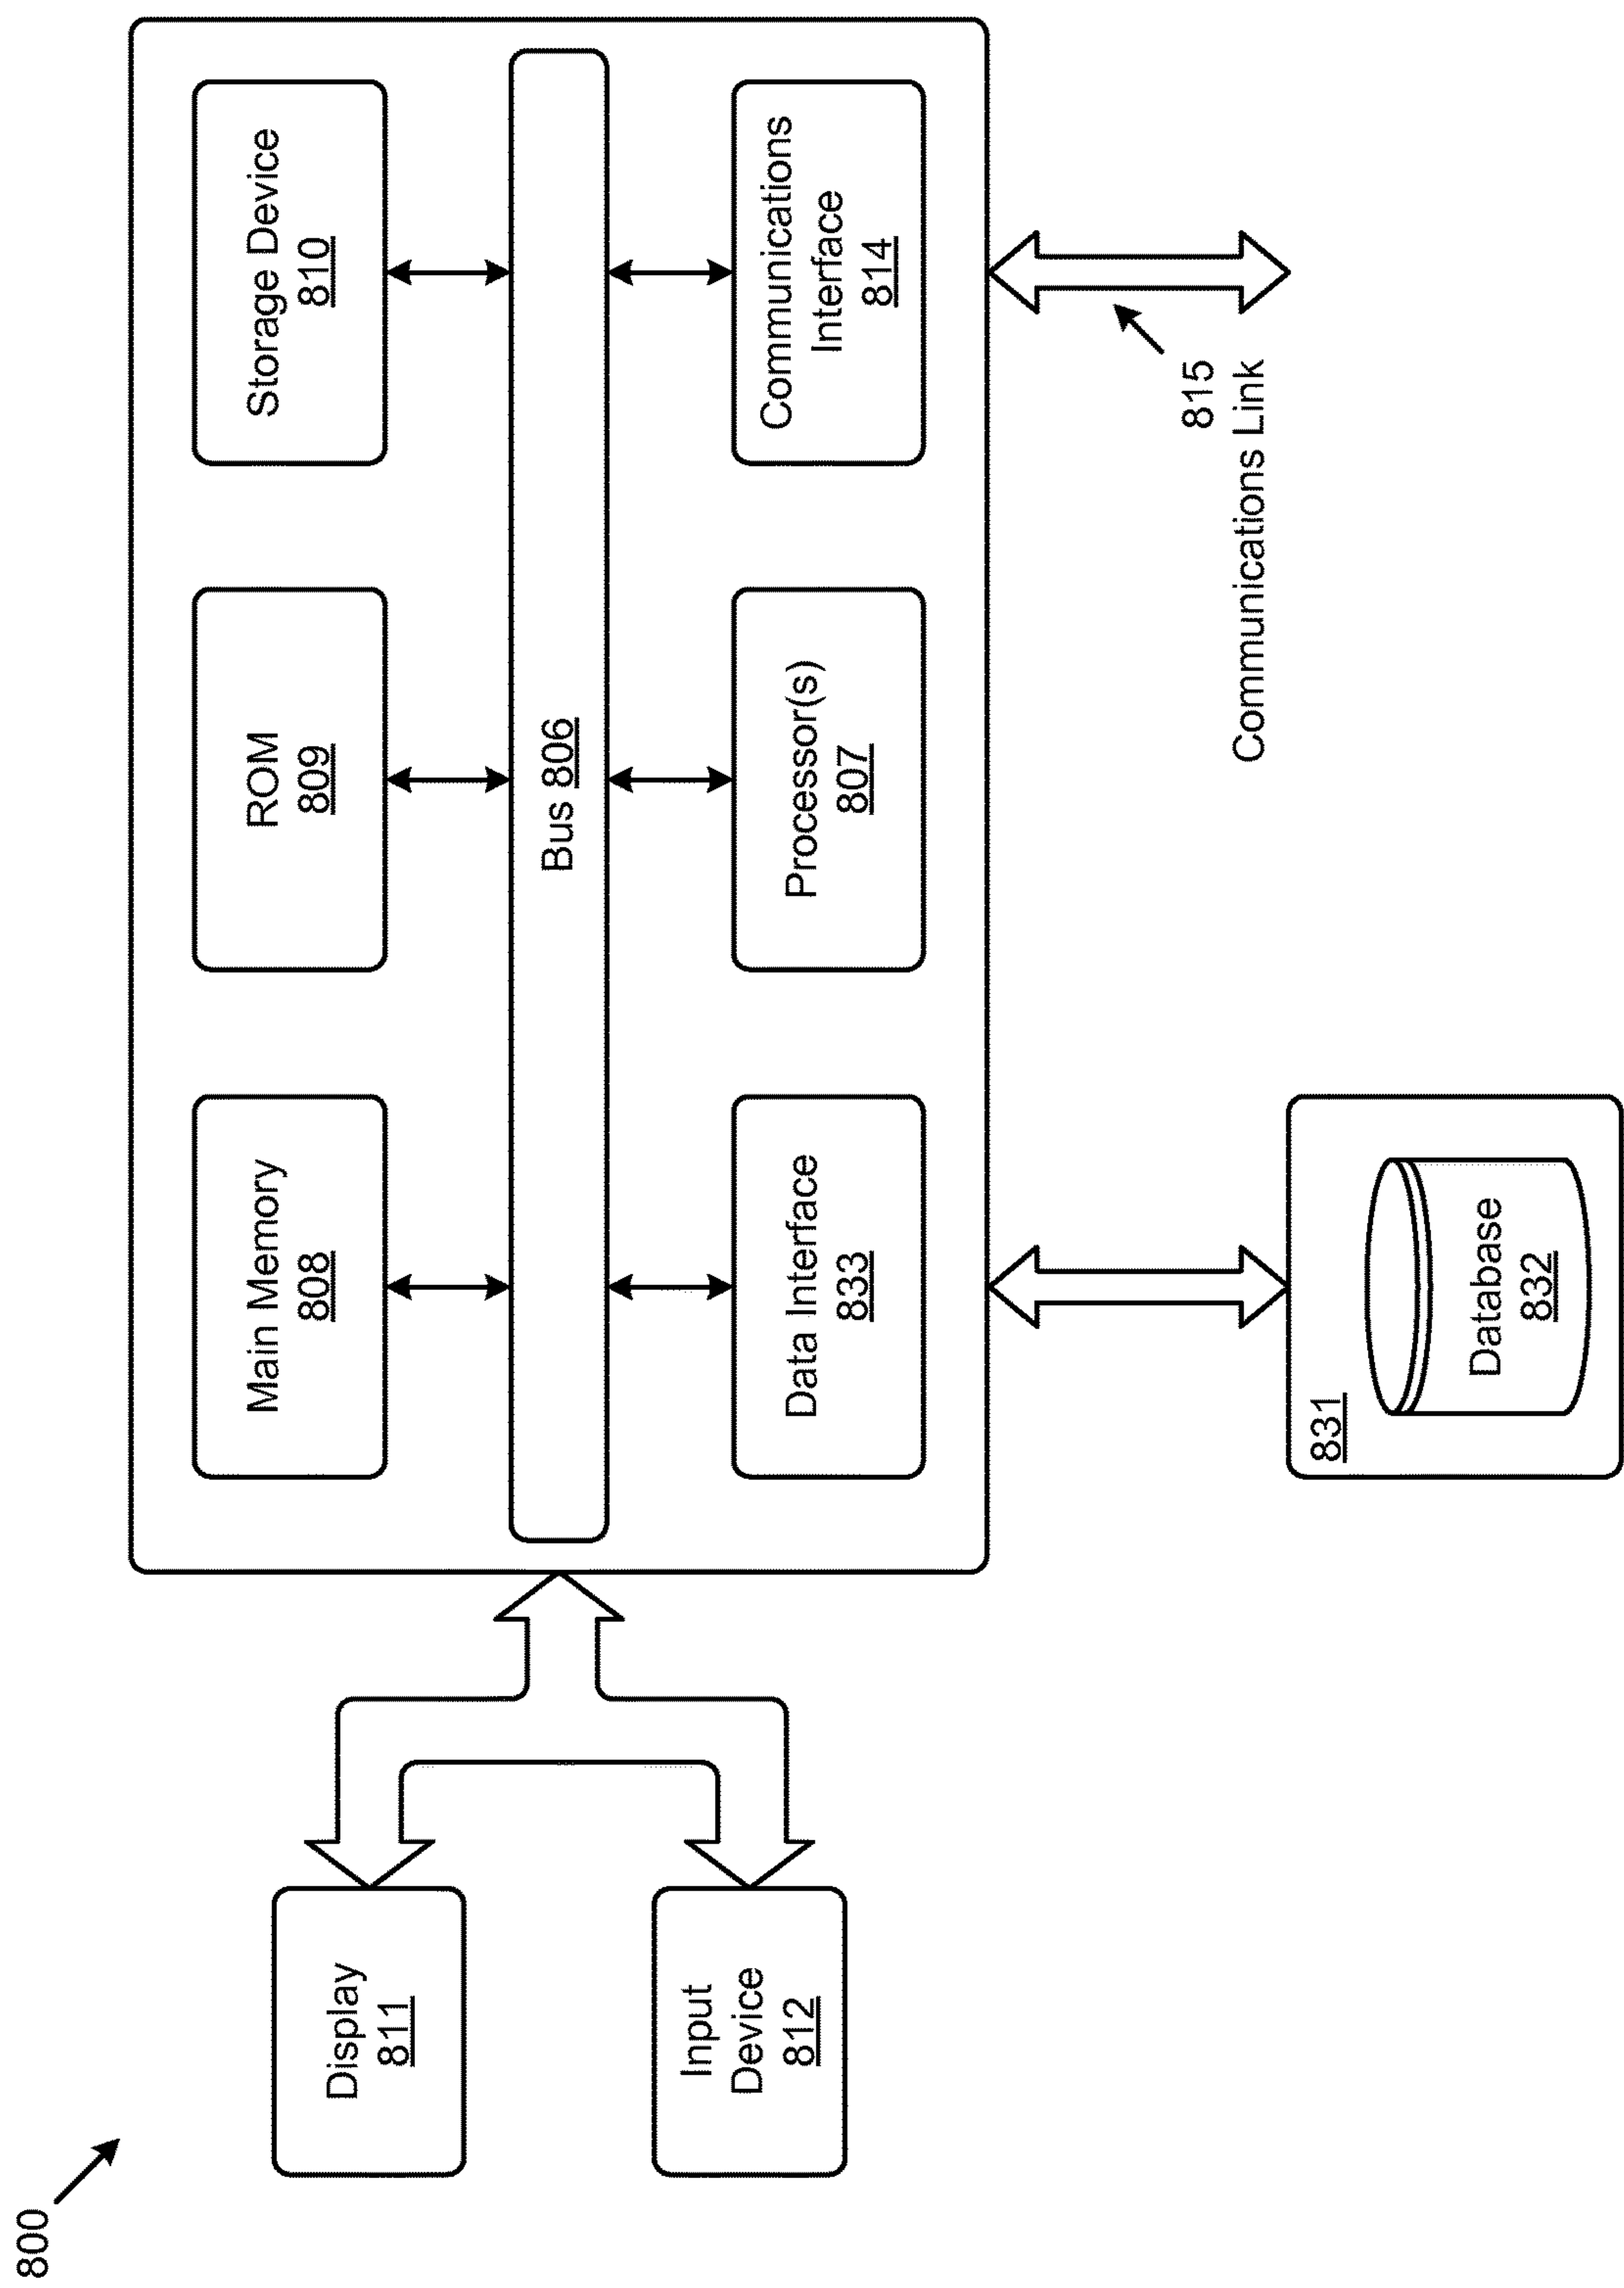 800
Display
811
Input
Device
812
Main Memory
808
ROM
809
Storage Device
810
Bus 806
Data Interface
833
Processor(s)
807
Communications
Interface
814
815
Communications Link
831
Database
832